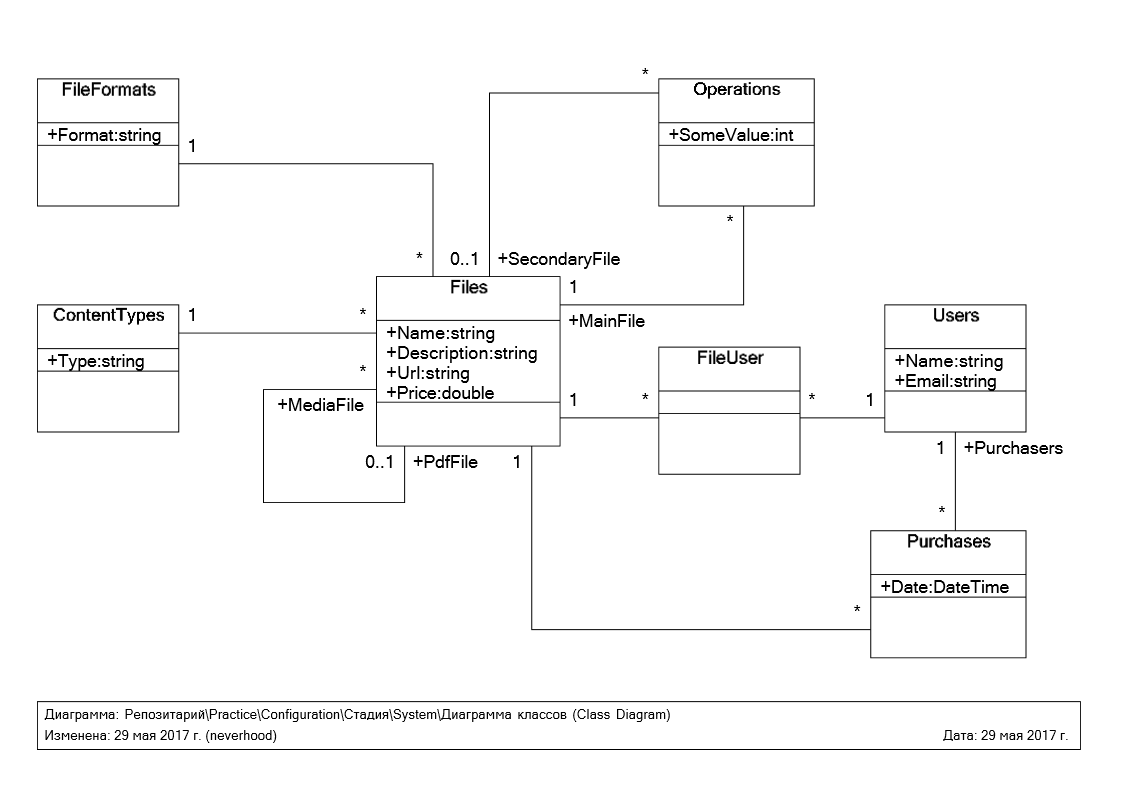 FileFormats
+Format:string
1
*
Operations
+SomeValue:int
*
*
0..1
+SecondaryFile
Files
+Name:string
+Description:string
+Url:string
+Price:double
1
+MainFile
ContentTypes
+Type:string
1
*
*
+MediaFile
0..1
+PdfFile
1
1
*
FileUser
*
1
Users
+Name:string
+Email:string
1
+Purchasers
*
Purchases
+Date:DateTime
*
Диаграмма: Репозитарий\Practice\Configuration\Стадия\System\Диаграмма классов (Class Diagram)
Изменена: 29 мая 2017 г. (neverhood)
Дата: 29 мая 2017 г.